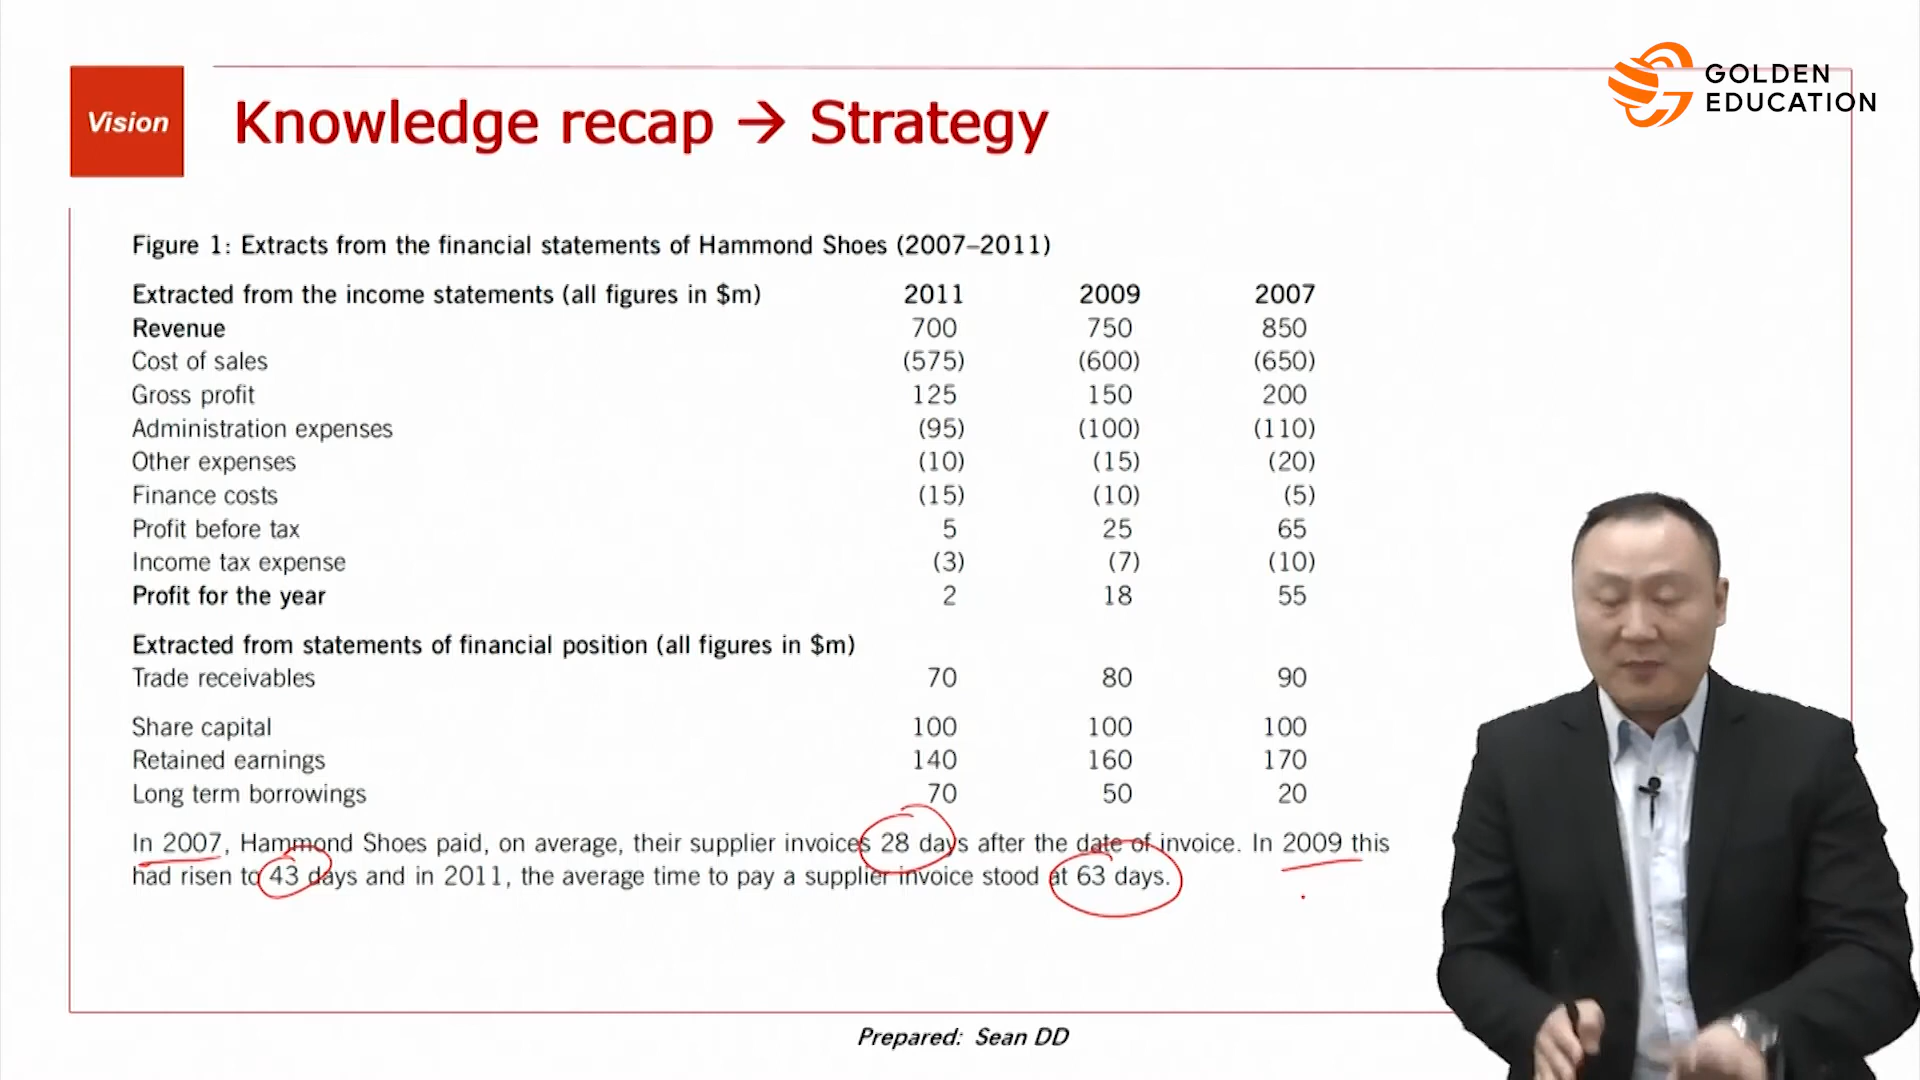 Vision
Knowledge recap → Strategy
GOLDEN
EDUCATION
Figure 1: Extracts from the financial statements of Hammond Shoes (2007–2011)
Extracted from the income statements (all figures in $m) 2011 2009 2007
Revenue 700 750 850
Cost of sales (575) (600) (650)
Gross profit 125 150 200
Administration expenses (95) (100) (110)
Other expenses (10) (15) (20)
Finance costs (15) (10) (5)
Profit before tax 5 25 65
Income tax expense (3) (7) (10)
Profit for the year 2 18 55
Extracted from statements of financial position (all figures in $m)
Trade receivables 70 80 90
Share capital 100 100 100
Retained earnings 140 160 170
Long term borrowings 70 50 20
In 2007, Hammond Shoes paid, on average, their supplier invoices 28 days after the date of invoice. In 2009 this
had risen to 43 days and in 2011, the average time to pay a supplier invoice stood at 63 days.
Prepared: Sean DD